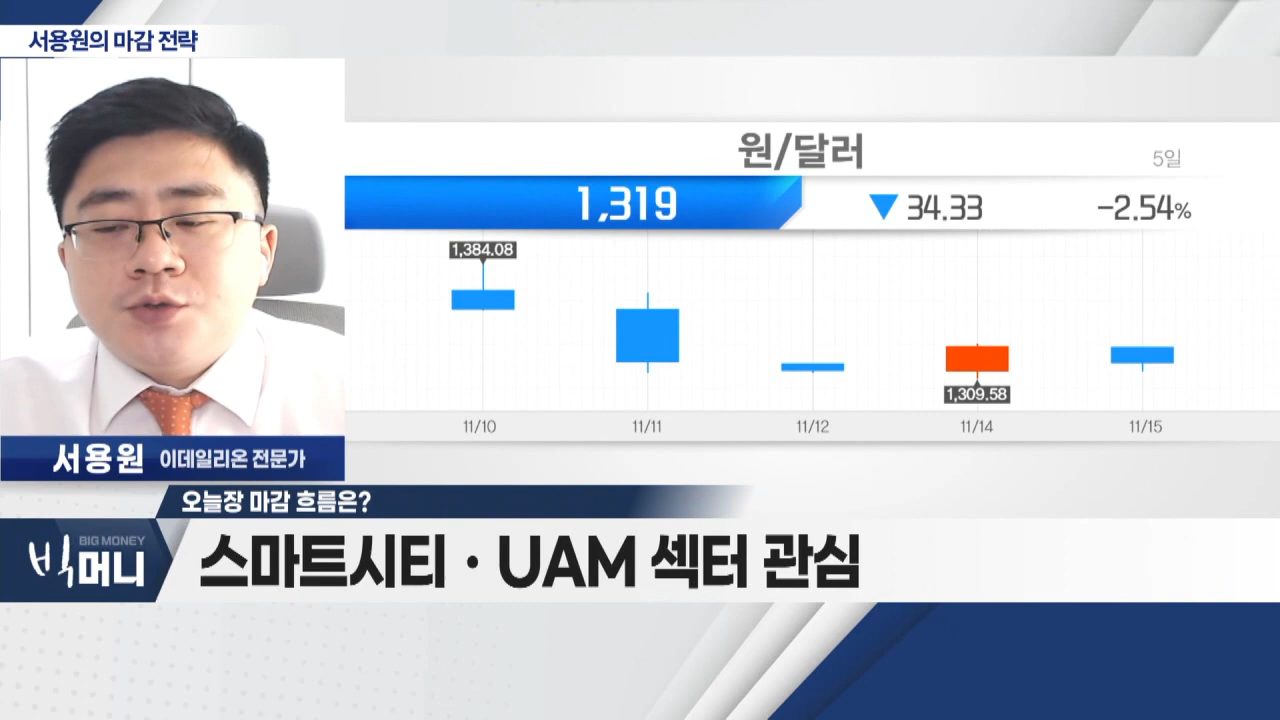 서용원의 마감 전략
원/달러
5일
1,319
▼ 34.33
-2.54%
1,384.08
1,309.58
11/10
11/11
11/12
11/14
11/15
서용원 이데일리온 전문가
오늘장 마감 흐름은?
BIG MONEY
빅머니
스마트시티·UAM 섹터 관심